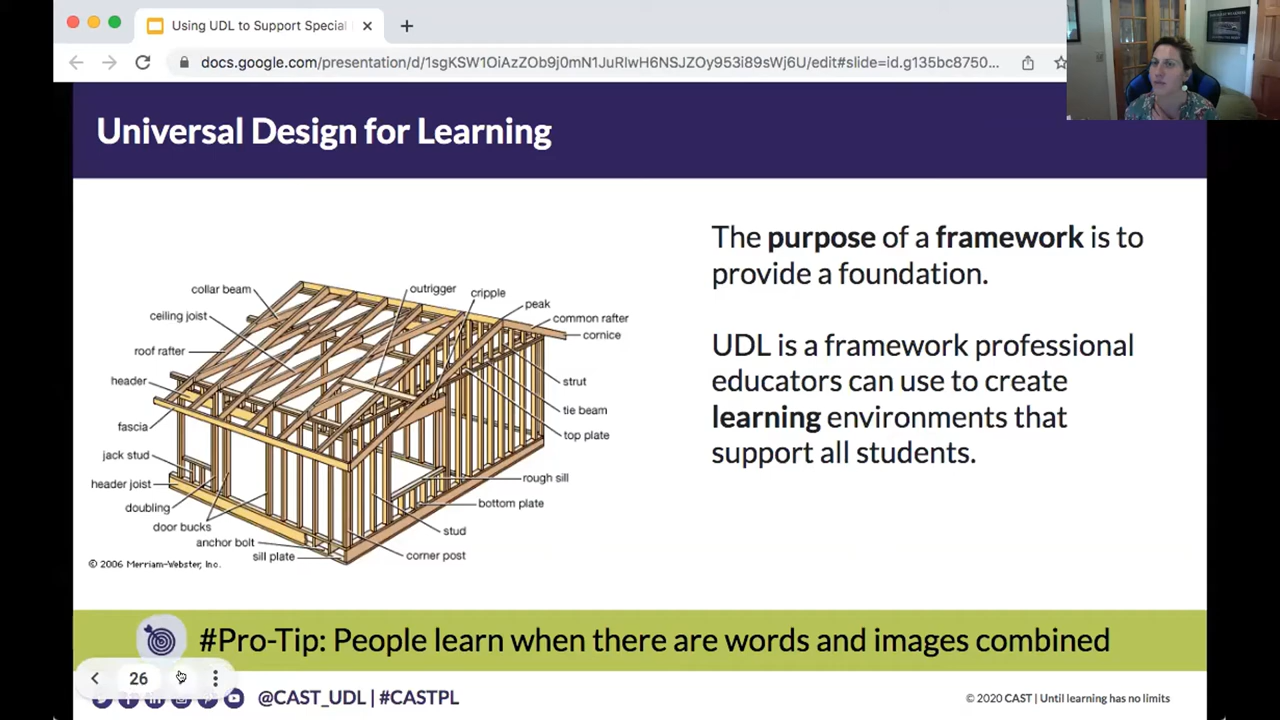 Using UDL to Support Special
docs.google.com/presentation/d/1sgKSW1OiAzZOb9j0mN1JuRlwH6NSJZOy953i89sWj6U/edit#slide=id.g135bc8750...
Universal Design for Learning
The purpose of a framework is to
provide a foundation.
UDL is a framework professional
educators can use to create
learning environments that
support all students.
collar beam
ceiling joist
roof rafter
header
fascia
jack stud
header joist
doubling
door bucks
anchor bolt
sill plate
outrigger
cripple
peak
common rafter
cornice
strut
tie beam
top plate
rough sill
bottom plate
stud
corner post
© 2006 Merriam-Webster, Inc.
#Pro-Tip: People learn when there are words and images combined
26
@CAST_UDL | #CASTPL
© 2020 CAST | Until learning has no limits